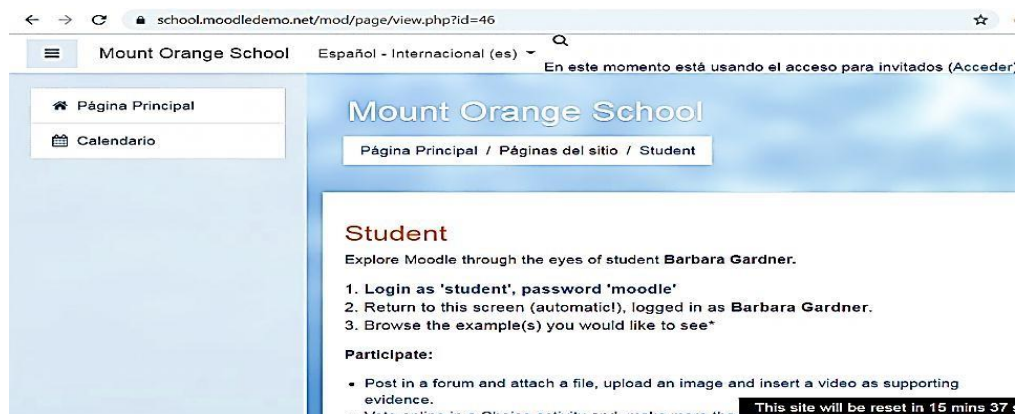 school.moodledemo.net/mod/page/view.php?id=46
Mount Orange School
Español - Internacional (es)
En este momento está usando el acceso para invitados (Acceder)
Página Principal
Calendario
Mount Orange School
Página Principal / Páginas del sitio / Student
Student
Explore Moodle through the eyes of student Barbara Gardner.
1. Login as 'student', password 'moodle'
2. Return to this screen (automatic!), logged in as Barbara Gardner.
3. Browse the example(s) you would like to see*
Participate:
Post in a forum and attach a file, upload an image and insert a video as supporting
evidence.
This site will be reset in 15 mins 37